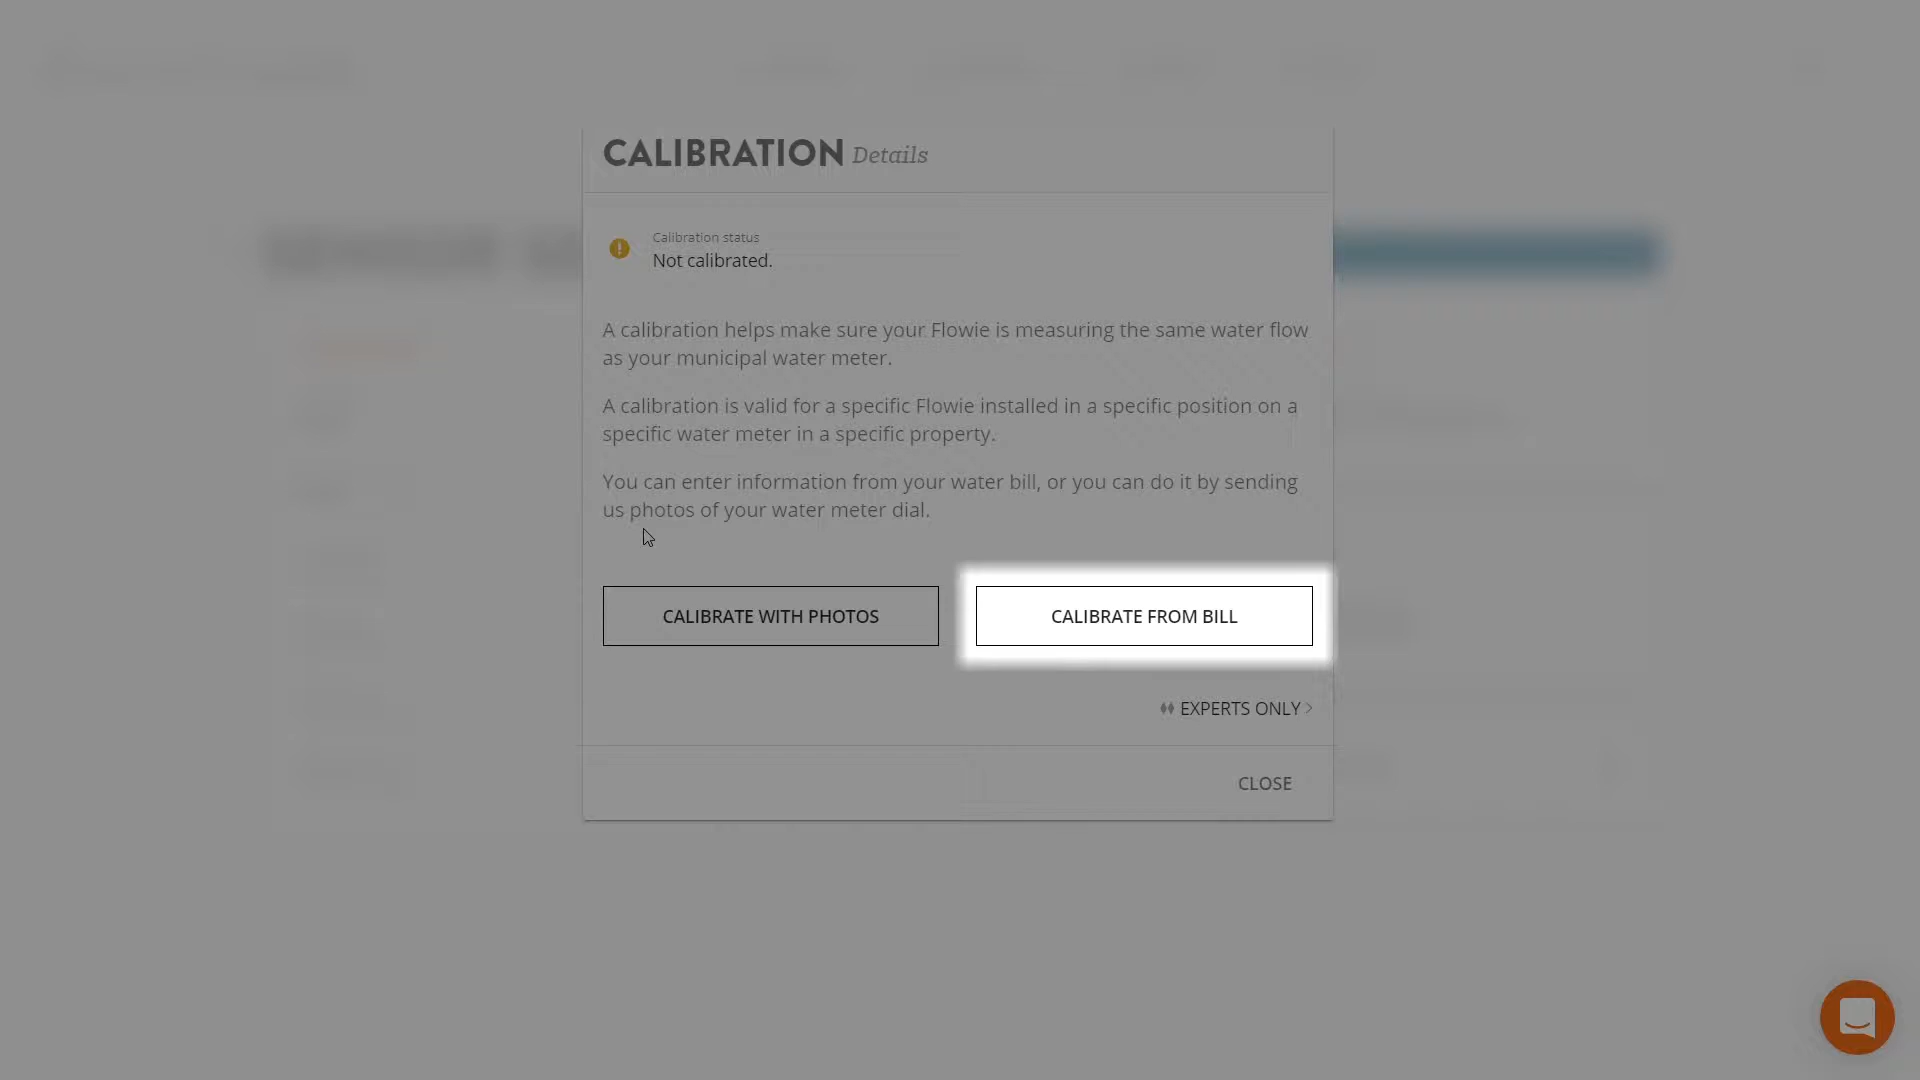 CALIBRATION Details
Calibration status
Not calibrated.
A calibration helps make sure your Flowie is measuring the same water flow
as your municipal water meter.
A calibration is valid for a specific Flowie installed in a specific position on a
specific water meter in a specific property.
You can enter information from your water bill, or you can do it by sending
us photos of your water meter dial.
CALIBRATE WITH PHOTOS
CALIBRATE FROM BILL
EXPERTS ONLY
CLOSE